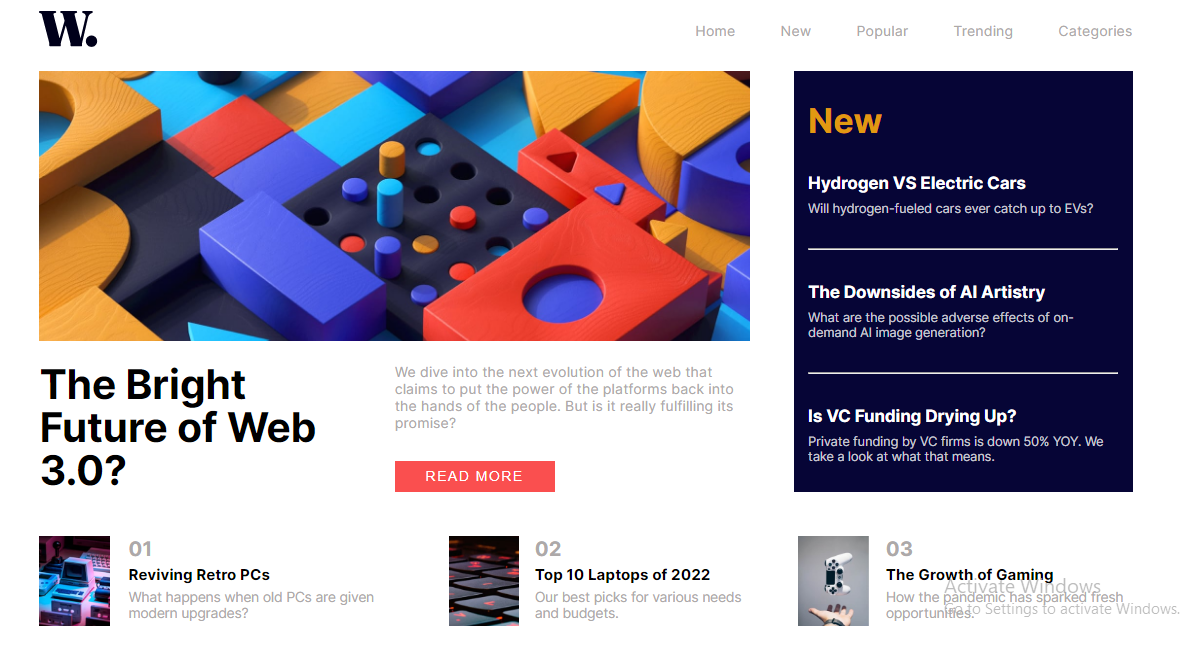 W.
Home New Popular Trending Categories
The Bright
Future of Web
3.0?
We dive into the next evolution of the web that
claims to put the power of the platforms back into
the hands of the people. But is it really fulfilling its
promise?
READ MORE
New
Hydrogen VS Electric Cars
Will hydrogen-fueled cars ever catch up to EVs?
The Downsides of AI Artistry
What are the possible adverse effects of on-
demand AI image generation?
Is VC Funding Drying Up?
Private funding by VC firms is down 50% YOY. We
take a look at what that means.
01
Reviving Retro PCs
What happens when old PCs are given
modern upgrades?
02
Top 10 Laptops of 2022
Our best picks for various needs
and budgets.
03
The Growth of Gaming
How the pandemic has sparked fresh
opportunities.
Activate Windows
Go to Settings to activate Windows.